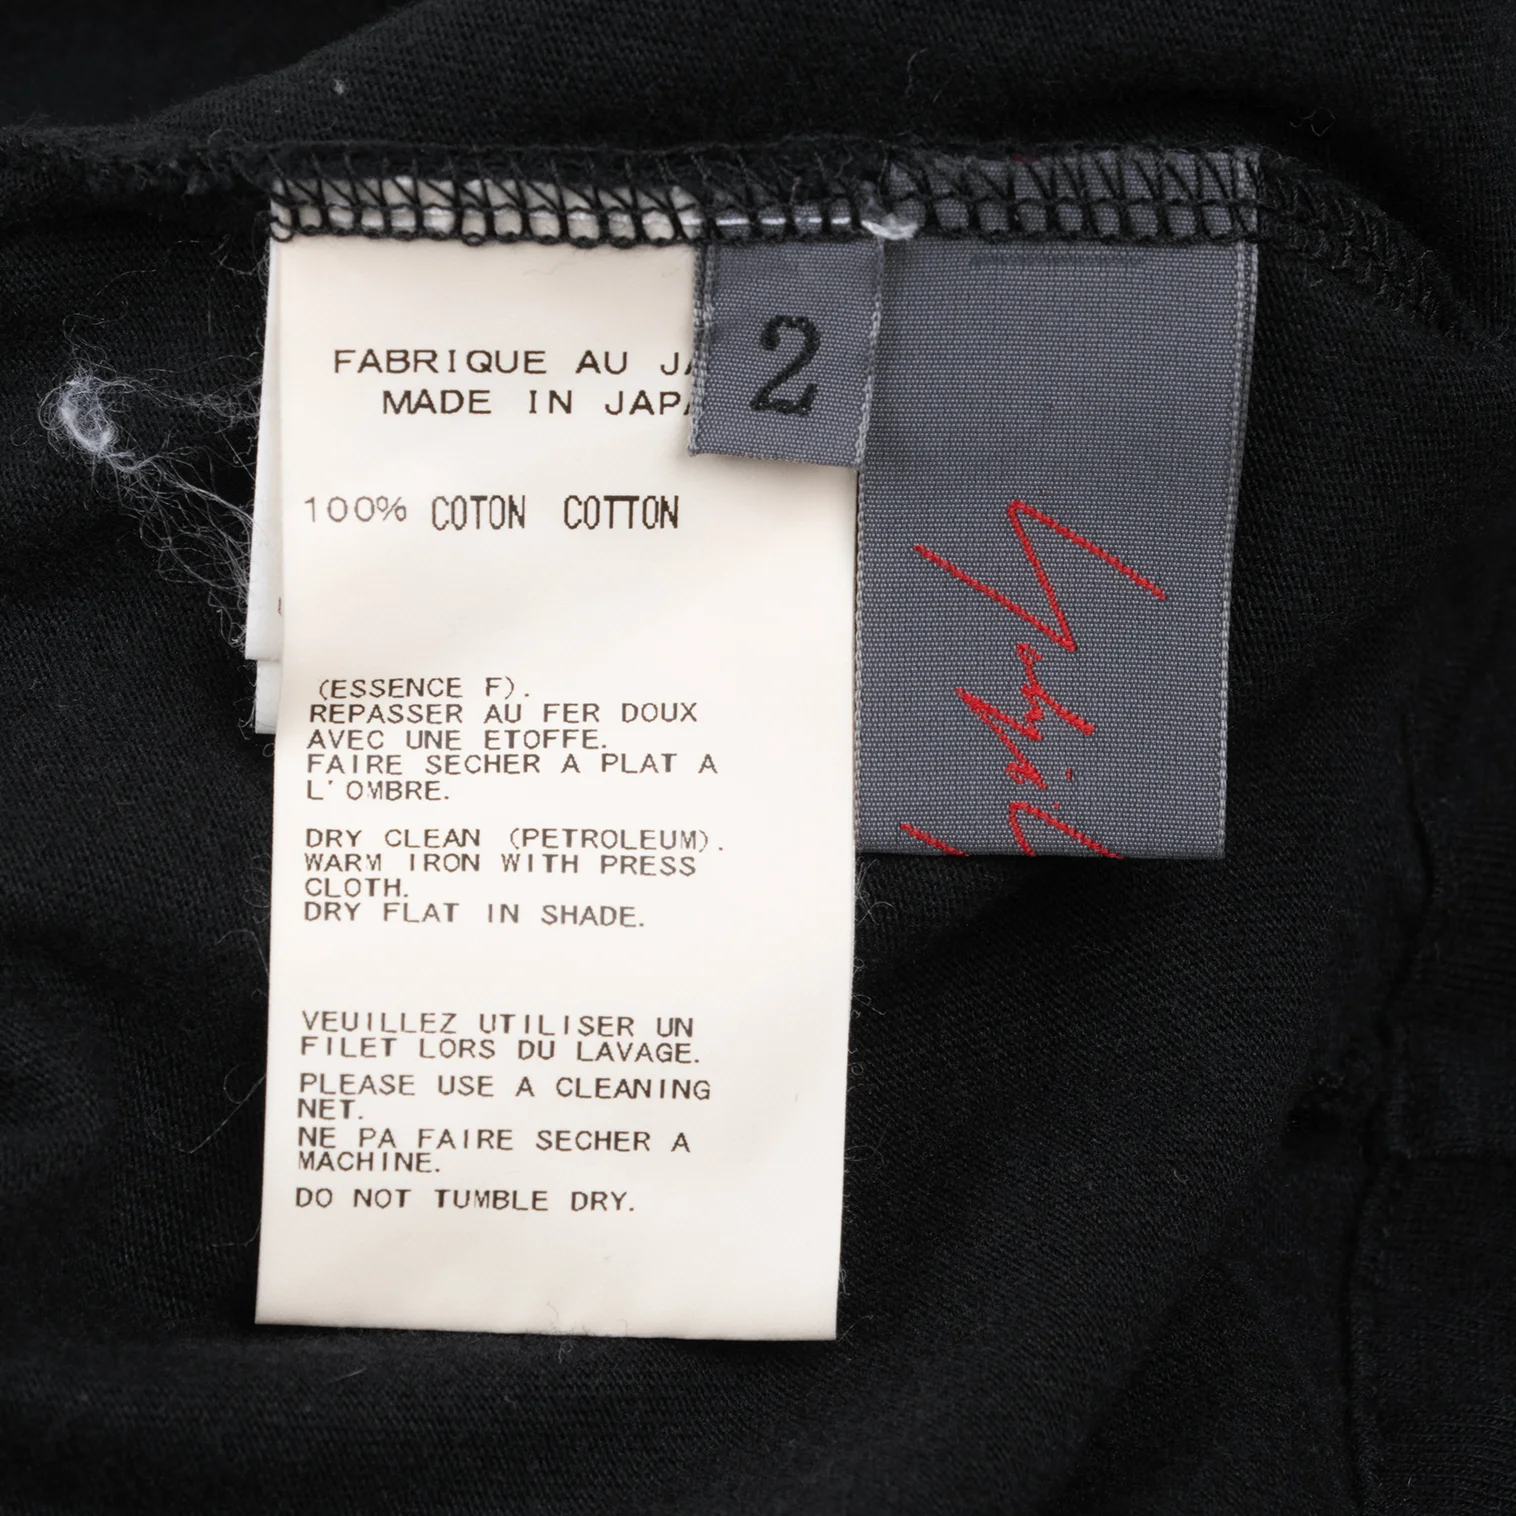 FABRIQUE AU JA
MADE IN JAPA
2
100% COTON COTTON
(ESSENCE F).
REPASSER AU FER DOUX
AVEC UNE ETOFFE.
FAIRE SECHER A PLAT A
L'OMBRE.
DRY CLEAN (PETROLEUM).
WARM IRON WITH PRESS
CLOTH.
DRY FLAT IN SHADE.
VEUILLEZ UTILISER UN
FILET LORS DU LAVAGE.
PLEASE USE A CLEANING
NET.
NE PA FAIRE SECHER A
MACHINE.
DO NOT TUMBLE DRY.